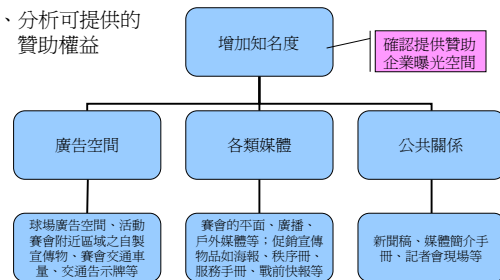 、分析可提供的
贊助權益
增加知名度
確認提供贊助
企業曝光空間
廣告空間
各類媒體
公共關係
球場廣告空間、活動
賽會附近區域之自製
宣傳物、賽會交通車
量、交通告示牌等
賽會的平面、廣播、
戶外媒體等；促銷宣傳
物品如海報、秩序冊、
服務手冊、戰前快報等
新聞稿、媒體簡介手
冊、記者會現場等